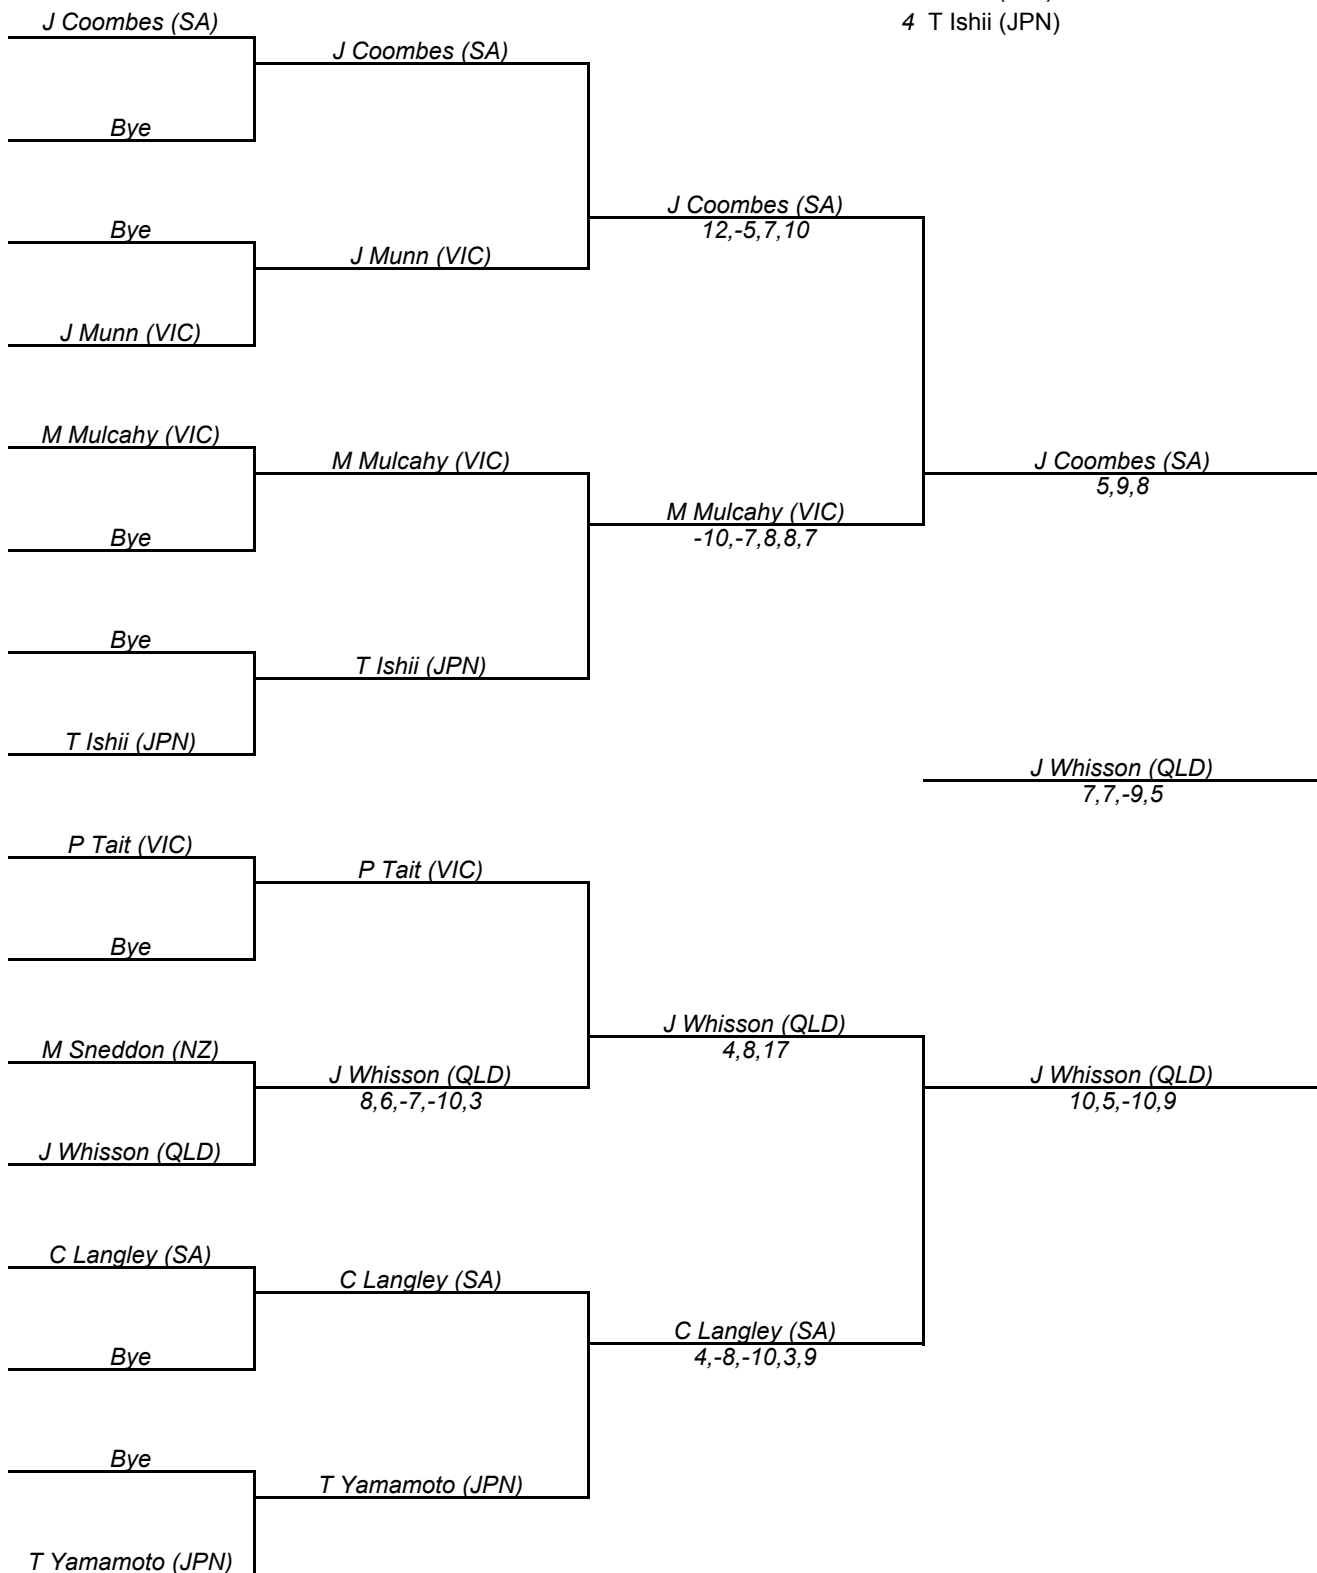 4 T Ishii (JPN)
J Coombes (SA)
J Coombes (SA)
Bye
Bye
J Coombes (SA)
12,-5,7,10
J Munn (VIC)
J Munn (VIC)
M Mulcahy (VIC)
M Mulcahy (VIC)
J Coombes (SA)
5,9,8
M Mulcahy (VIC)
-10,-7,8,8,7
Bye
Bye
T Ishii (JPN)
T Ishii (JPN)
J Whisson (QLD)
7,7,-9,5
P Tait (VIC)
P Tait (VIC)
Bye
J Whisson (QLD)
4,8,17
M Sneddon (NZ)
J Whisson (QLD)
8,6,-7,-10,3
J Whisson (QLD)
10,5,-10,9
J Whisson (QLD)
C Langley (SA)
C Langley (SA)
C Langley (SA)
4,-8,-10,3,9
Bye
Bye
T Yamamoto (JPN)
T Yamamoto (JPN)